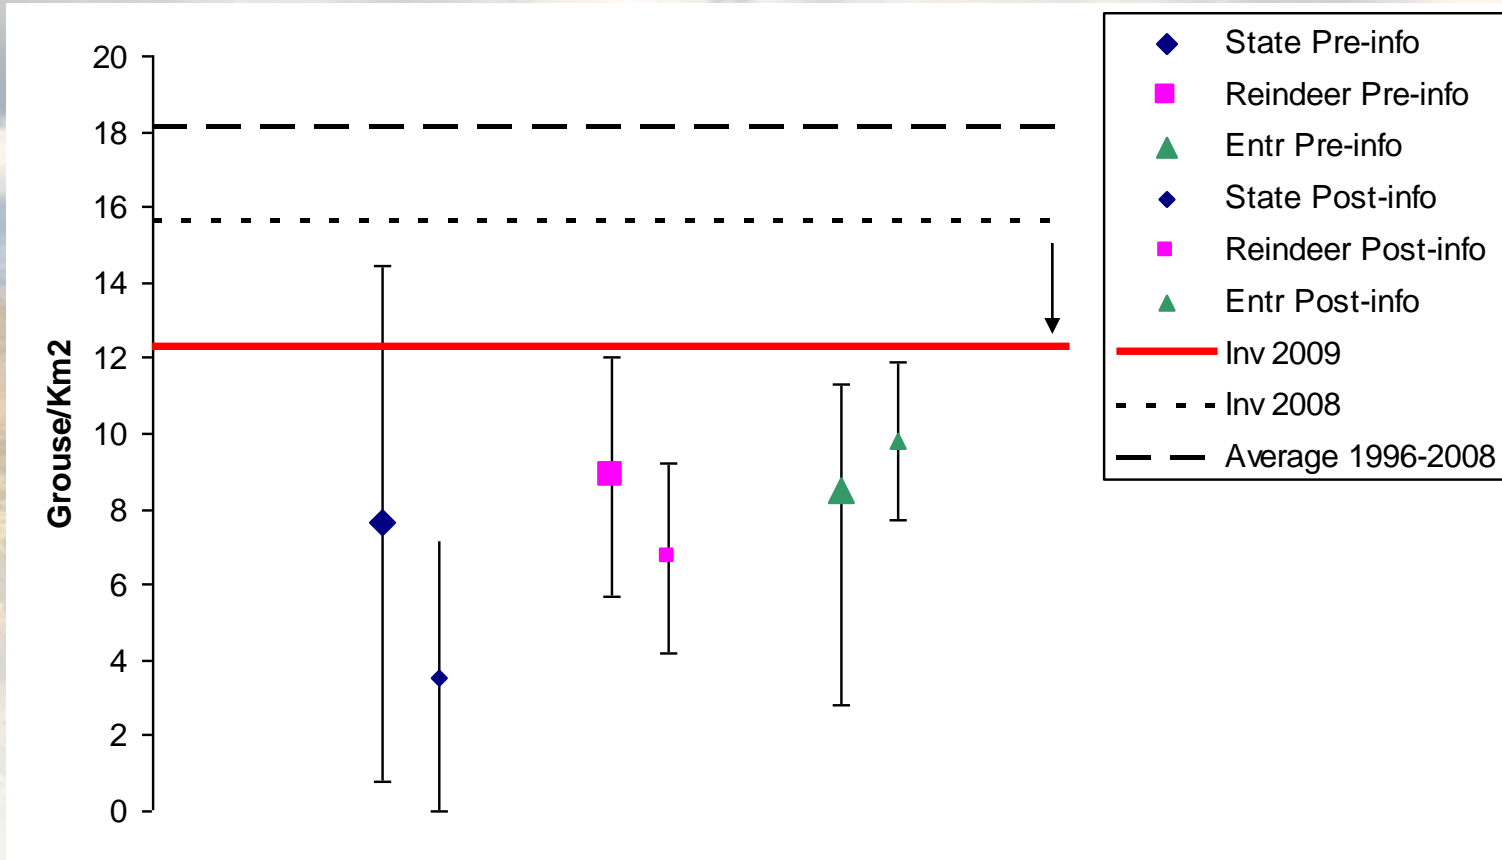 20
18
16
14
12
10
8
6
4
2
0
Grouse/Km2
State Pre-info
Reindeer Pre-info
Entr Pre-info
State Post-info
Reindeer Post-info
Entr Post-info
Inv 2009
Inv 2008
Average 1996-2008